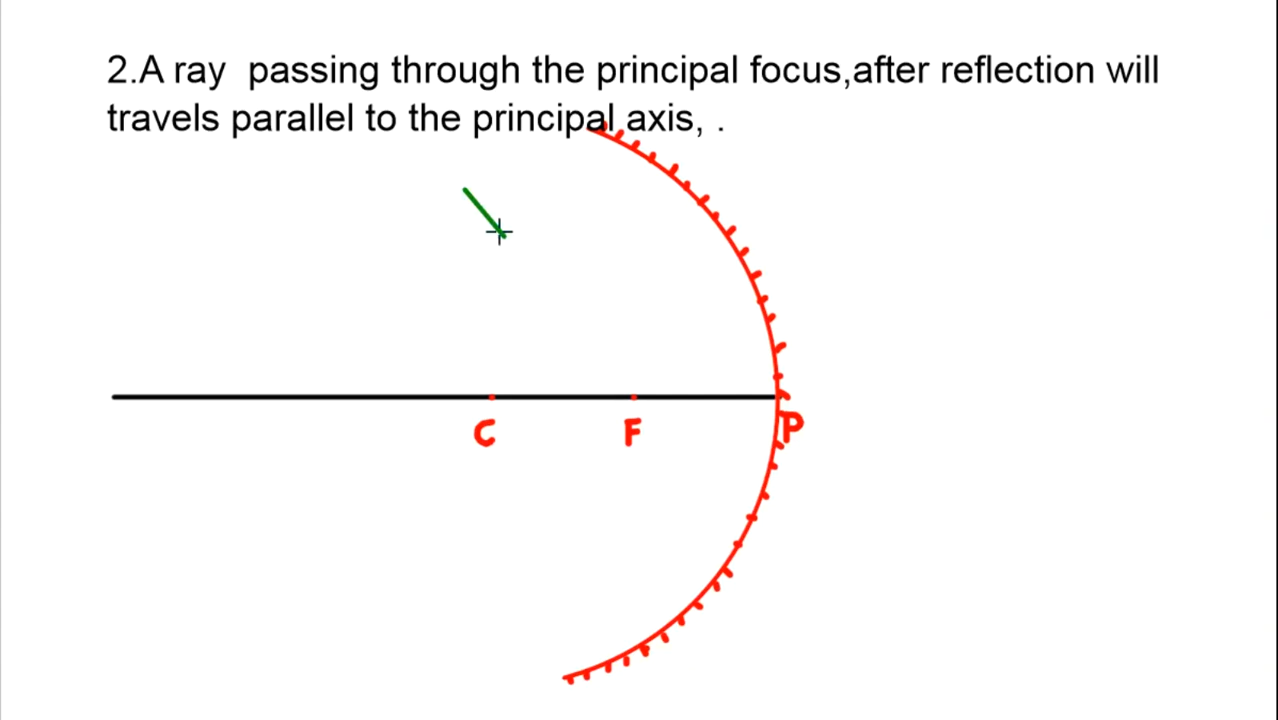 2.A ray  passing through the principal focus,after reflection will
travels parallel to the principal axis, .
C F P